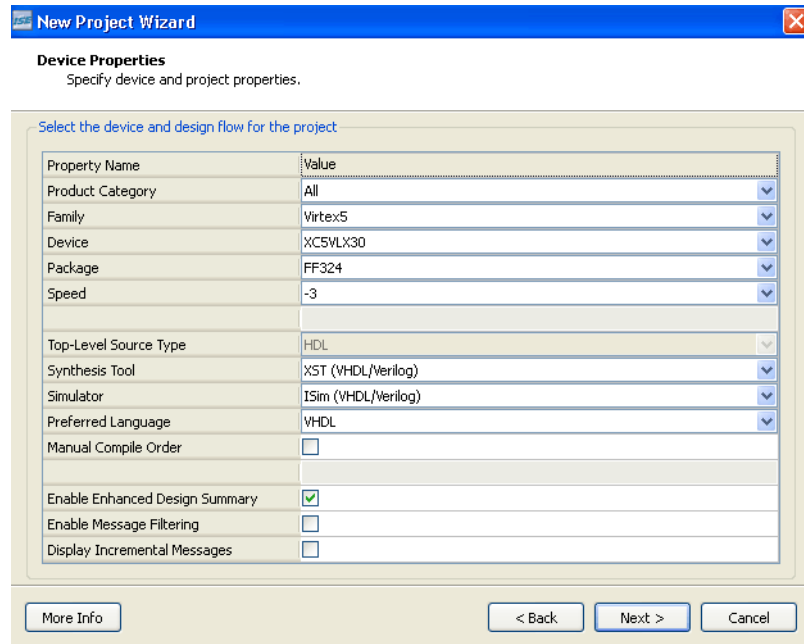 ISE New Project Wizard
Device Properties
Specify device and project properties.
Select the device and design flow for the project
Property Name Value
Product Category All
Family Virtex5
Device XC5VLX30
Package FF324
Speed -3
Top-Level Source Type HDL
Synthesis Tool XST (VHDL/Verilog)
Simulator ISim (VHDL/Verilog)
Preferred Language VHDL
Manual Compile Order
Enable Enhanced Design Summary
Enable Message Filtering
Display Incremental Messages
More Info < Back Next > Cancel